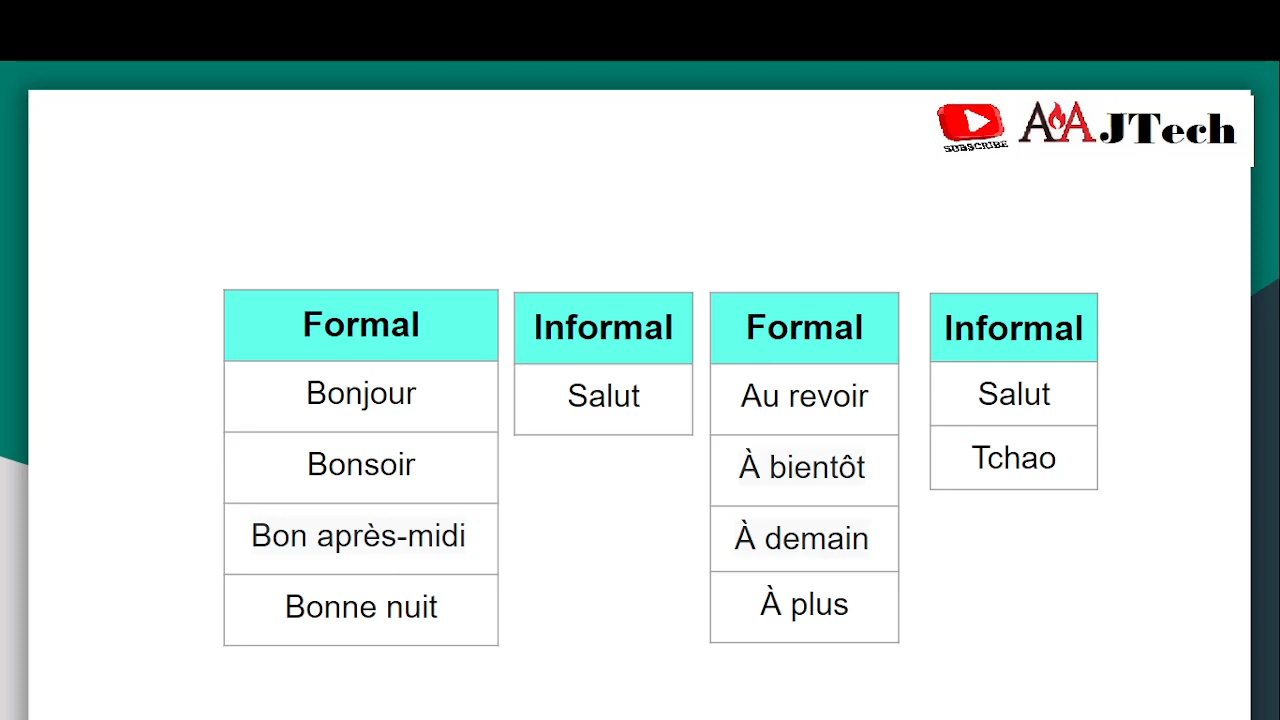 SUBSCRIBE
AAJTech
Formal
Bonjour
Bonsoir
Bon après-midi
Bonne nuit
Informal
Salut
Formal
Au revoir
À bientôt
À demain
À plus
Informal
Salut
Tchao